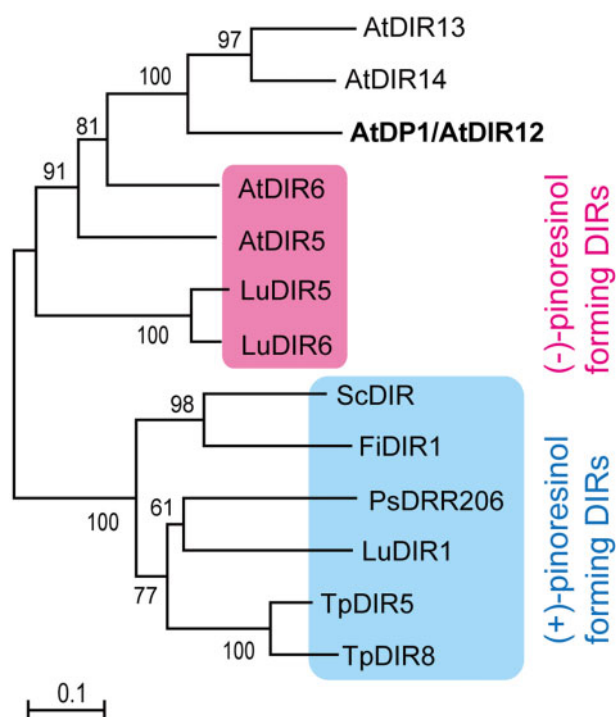 AtDIR13
97
AtDIR14
100
AtDP1/AtDIR12
81
AtDIR6
91
AtDIR5
LuDIR5
100
LuDIR6
(-)-pinoresinol
forming DIRs
ScDIR
98
FiDIR1
PsDRR206
61
100
LuDIR1
77
TpDIR5
100
TpDIR8
(+)-pinoresinol
forming DIRs
0.1